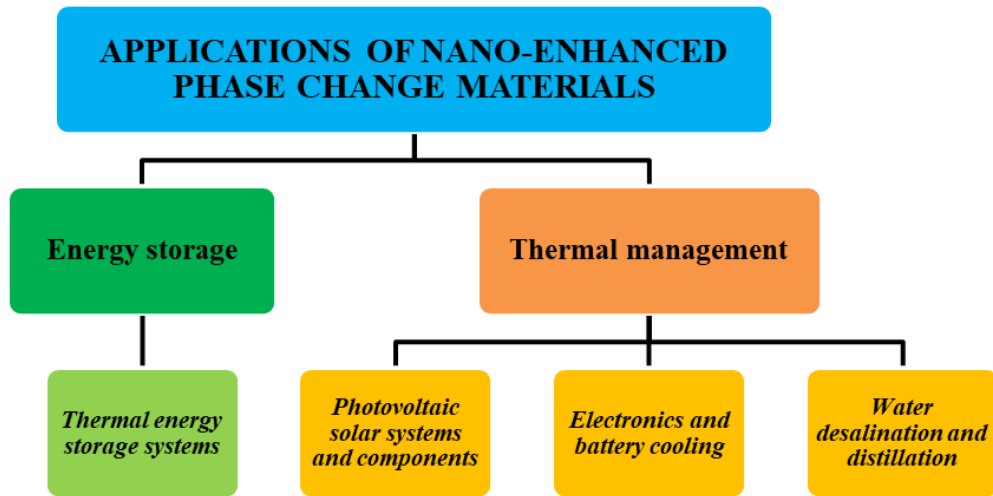 APPLICATIONS OF NANO-ENHANCED
PHASE CHANGE MATERIALS
Energy storage
Thermal management
Thermal energy
storage systems
Photovoltaic
solar systems
and components
Electronics and
battery cooling
Water
desalination and
distillation